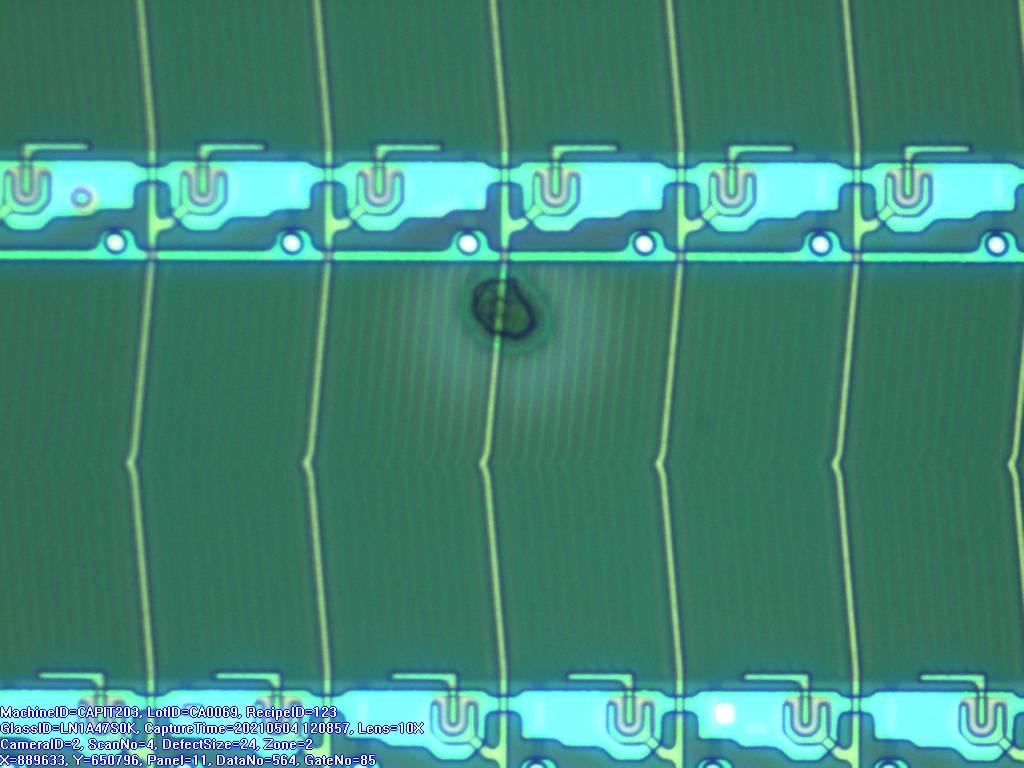 MachineID=CAPIT203, LotID=CA0069, RecipeID=123
GlassID=LN1A47S0K, CaptureTime=20210504 120857, Lens=10X
CameraID=2, ScanNo=4, DefectSize=24, Zone=2
X=889633, Y=650796, Panel=11, DataNo=564, GateNo=85